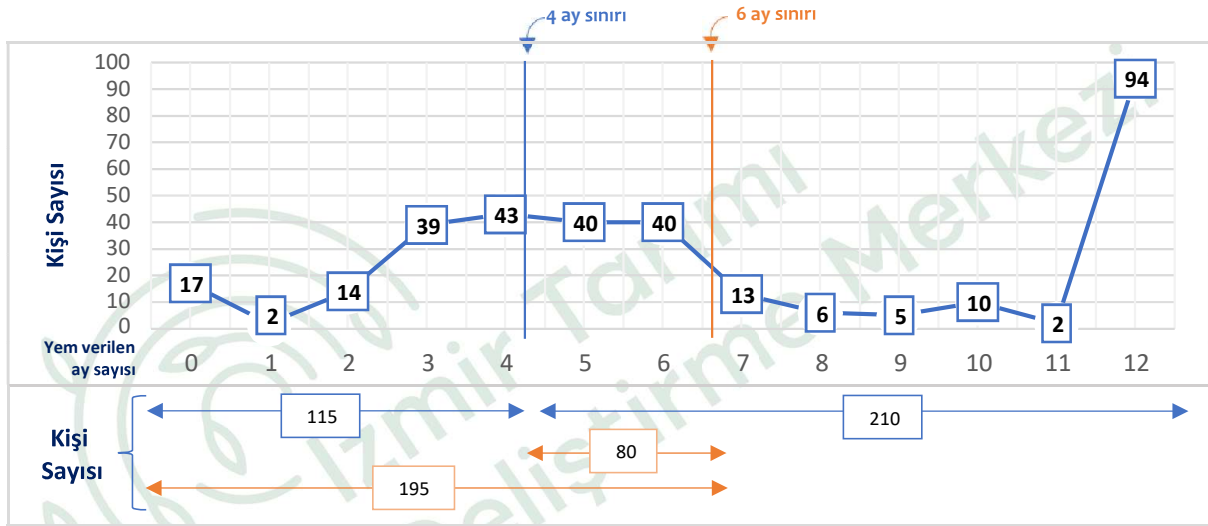 4 ay sınırı
6 ay sınırı
Kişi Sayısı
100
90
80
70
60
50
40
30
20
10
0
17
2
14
39
43
40
40
13
6
5
10
2
94
Yem verilen
ay sayısı
0 1 2 3 4 5 6 7 8 9 10 11 12
Kişi
Sayısı
115
210
80
195
İzmir Tarımı
Geliştirme Merkezi